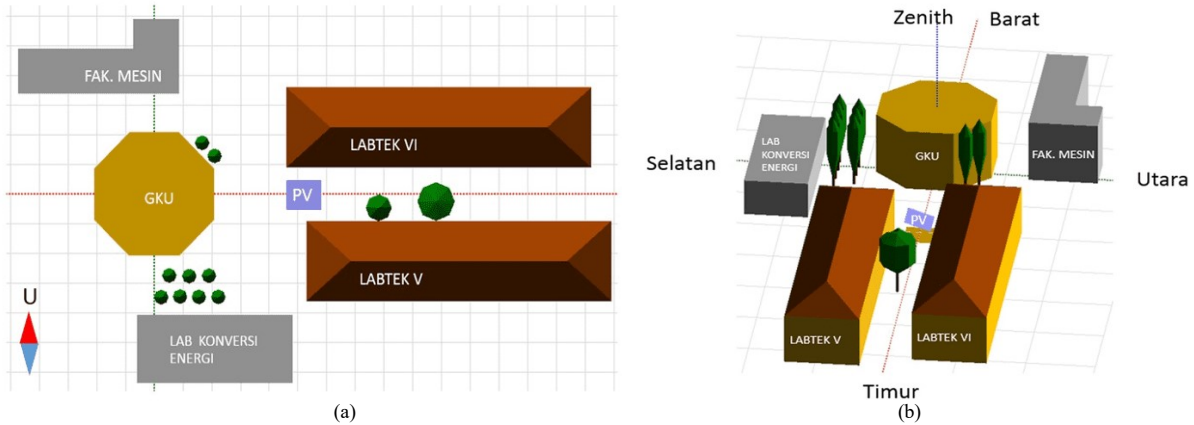 FAK. MESIN
LABTEK VI
GKU
PV
LABTEK V
U
LAB KONVERSI
ENERGI
(a)
Zenith
Barat
LAB
KONVERSI
ENERGI
GKU
FAK. MESIN
Selatan
Utara
PV
LABTEK V
LABTEK VI
Timur
(b)